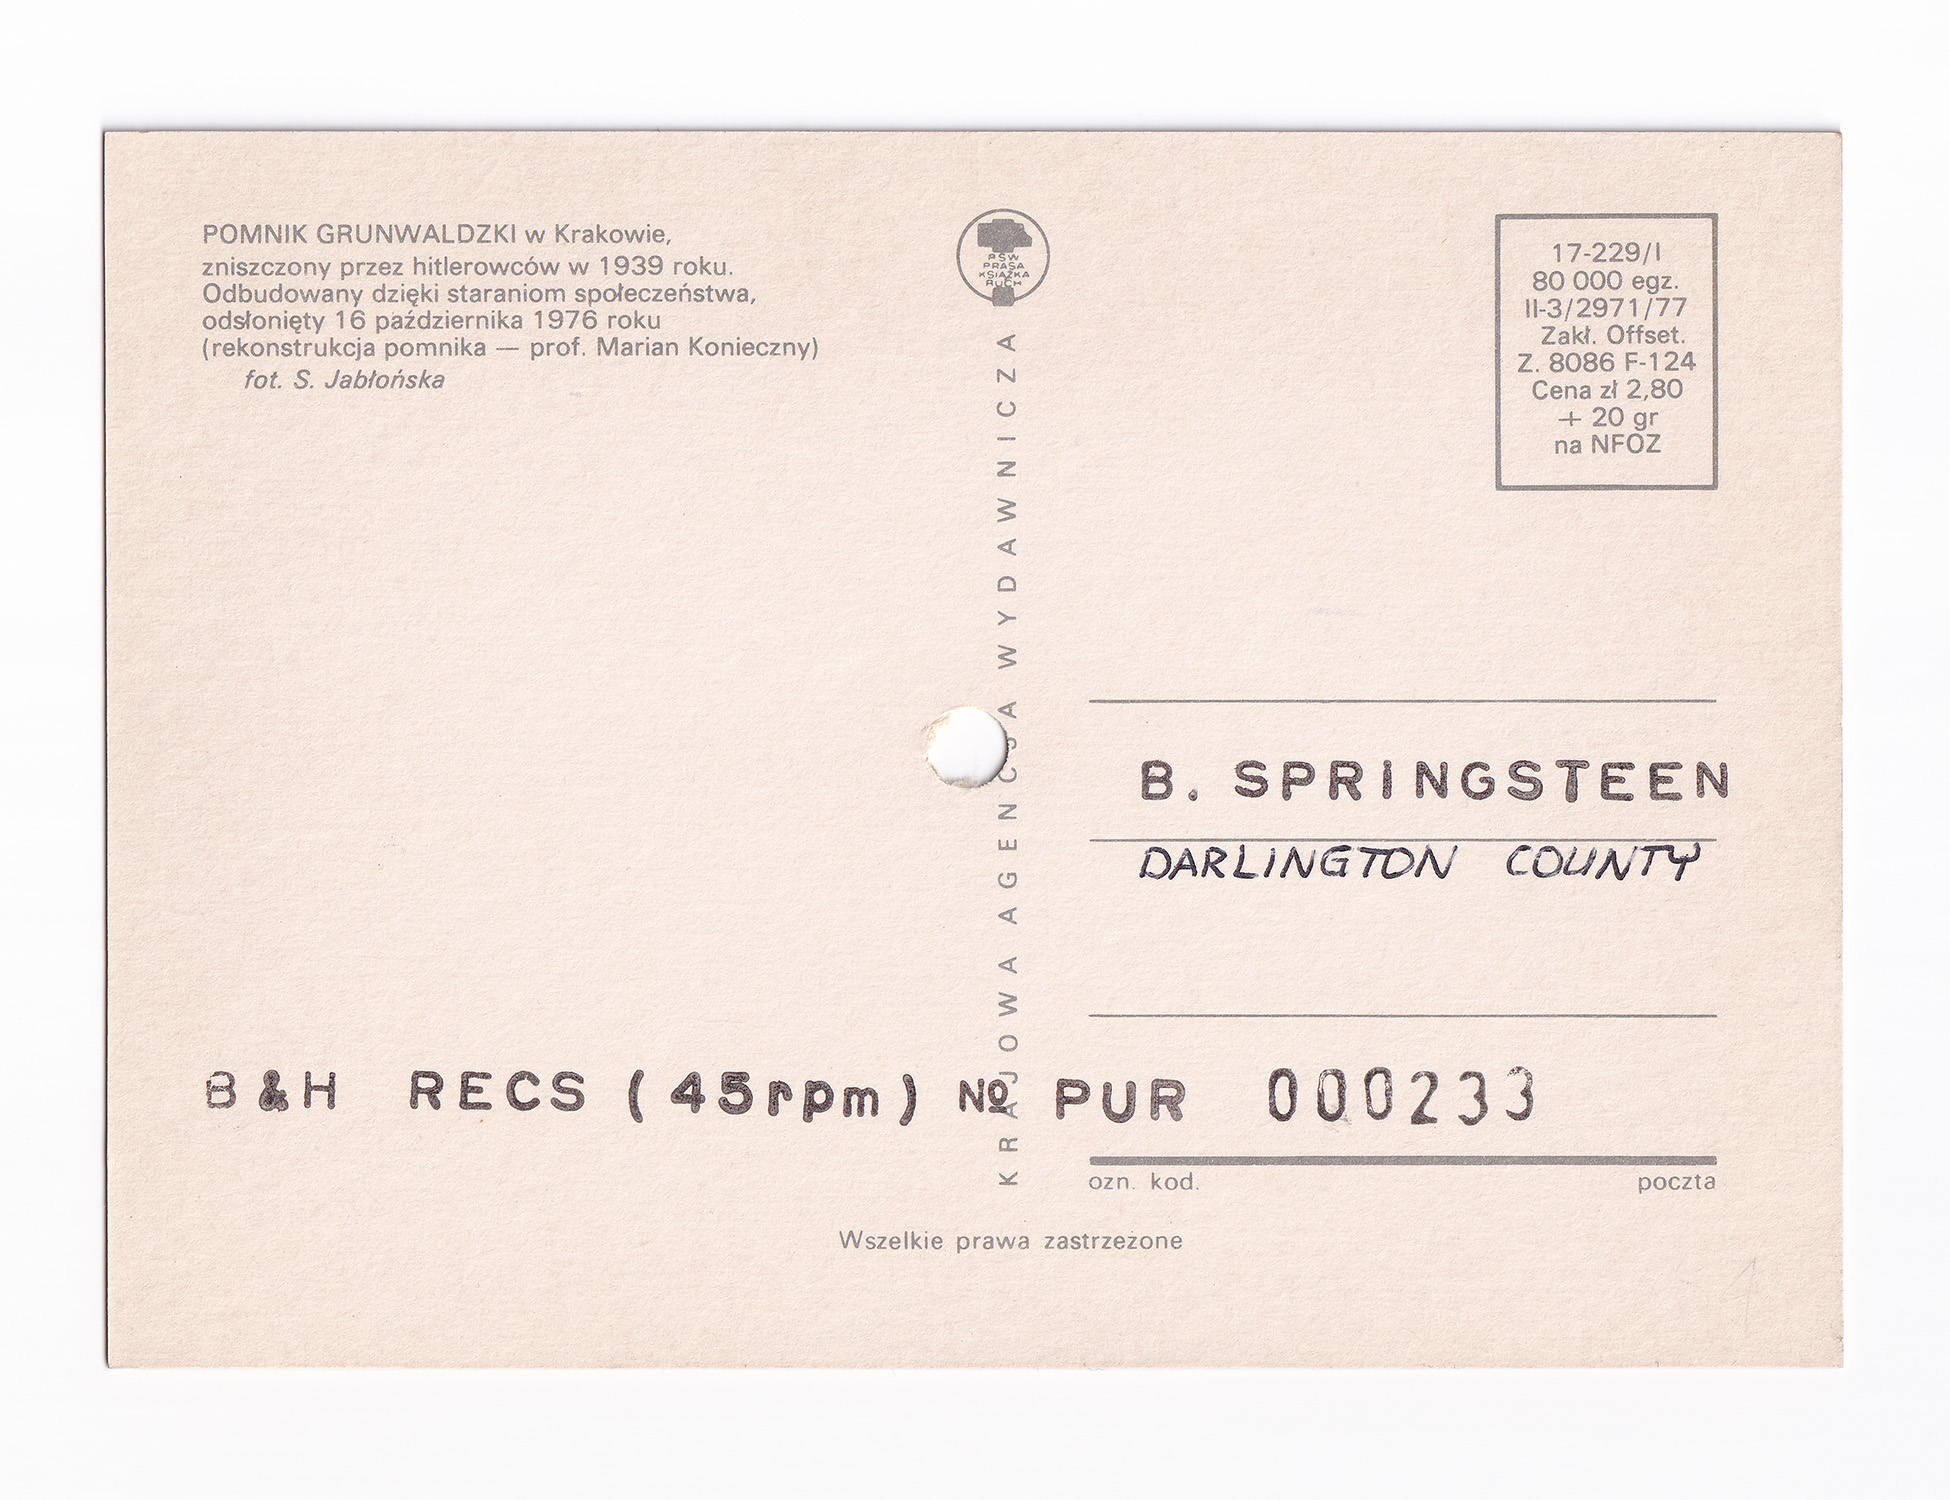 POMNIK GRUNWALDZKI w Krakowie,
zniszczony przez hitlerowców w 1939 roku.
Odbudowany dzięki staraniom społeczeństwa,
odsłonięty 16 października 1976 roku
(rekonstrukcja pomnika — prof. Marian Konieczny)
fot. S. Jabłońska
PSW
PRASA
KSIĄŻKA
RUCH
KRAJOWA AGENCJA WYDAWNICZA
17-229/I
80 000 egz.
II-3/2971/77
Zakł. Offset.
Z. 8086 F-124
Cena zł 2,80
+ 20 gr
na NFOZ
B. SPRINGSTEEN
DARLINGTON COUNTY
B&H RECS (45rpm) № PUR 000233
ozn. kod. poczta
Wszelkie prawa zastrzeżone